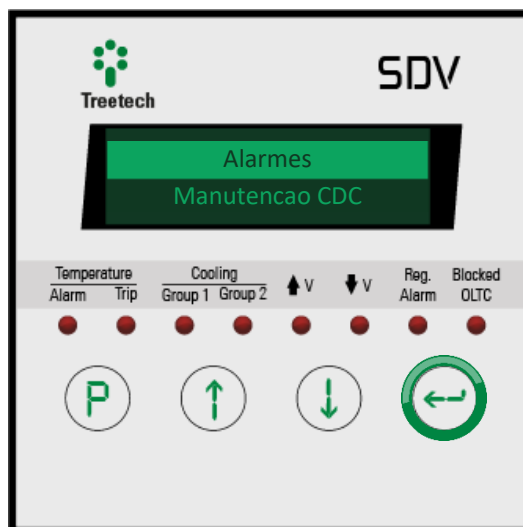 SDV
Treetech
Alarmes
Manutencao CDC
Temperature Cooling V V Reg. Blocked
Alarm Trip Group 1 Group 2 Alarm OLTC
P